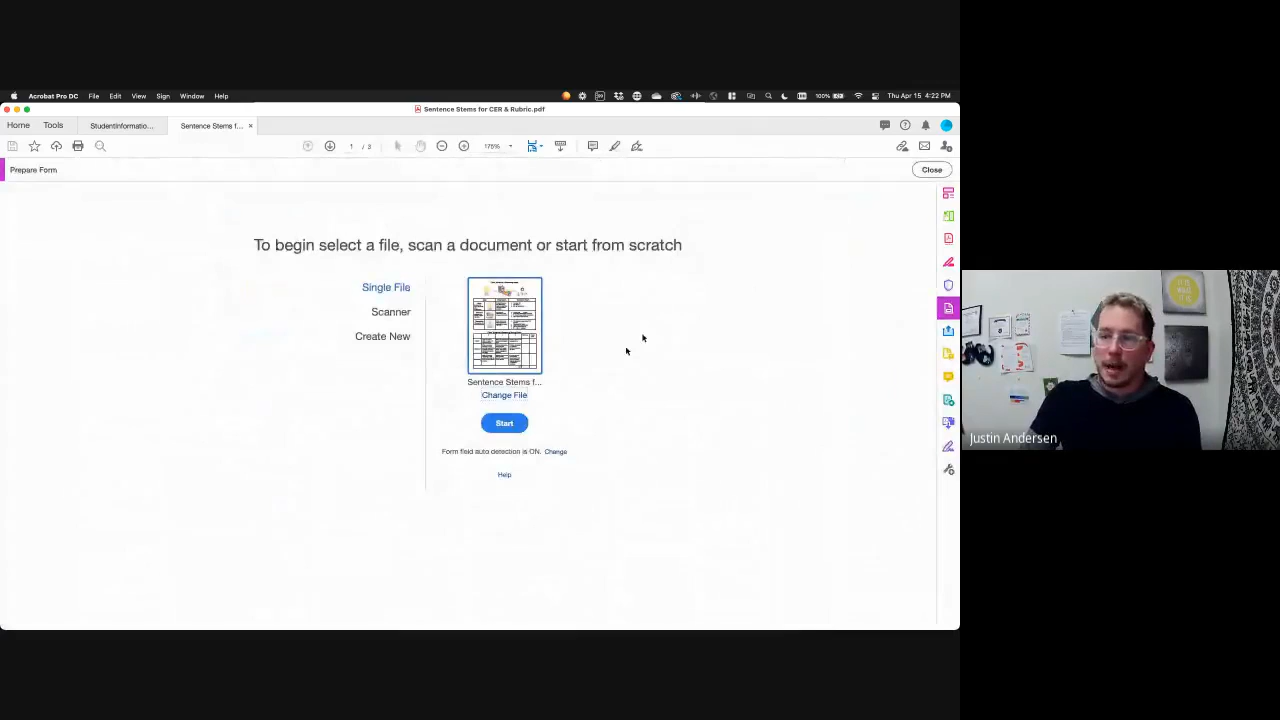 Acrobat Pro DC File Edit View Sign Window Help 100% Thu Apr 15 4:22 PM
Sentence Stems for CER & Rubric.pdf
Home Tools StudentInformatio... Sentence Stems f... ×
1 / 3 175%
Prepare Form Close
To begin select a file, scan a document or start from scratch
Single File
Scanner
Create New
Sentence Stems f...
Change File
Start
Form field auto detection is ON. Change
Help
Justin Andersen